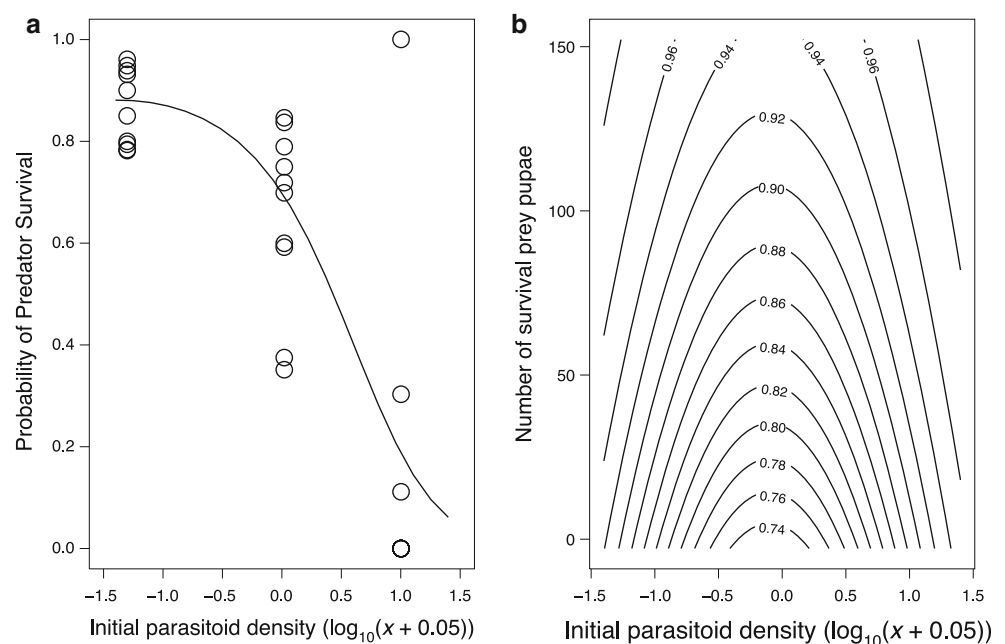 a
Probability of Predator Survival
1.0
0.8
0.6
0.4
0.2
0.0
−1.5 −1.0 −0.5 0.0 0.5 1.0 1.5
Initial parasitoid density (log10(x + 0.05))
b
Number of survival prey pupae
150
100
50
0
0.96 0.94 0.94 0.96
0.92
0.90
0.88
0.86
0.84
0.82
0.80
0.78
0.76
0.74
−1.5 −1.0 −0.5 0.0 0.5 1.0 1.5
Initial parasitoid density (log10(x + 0.05))